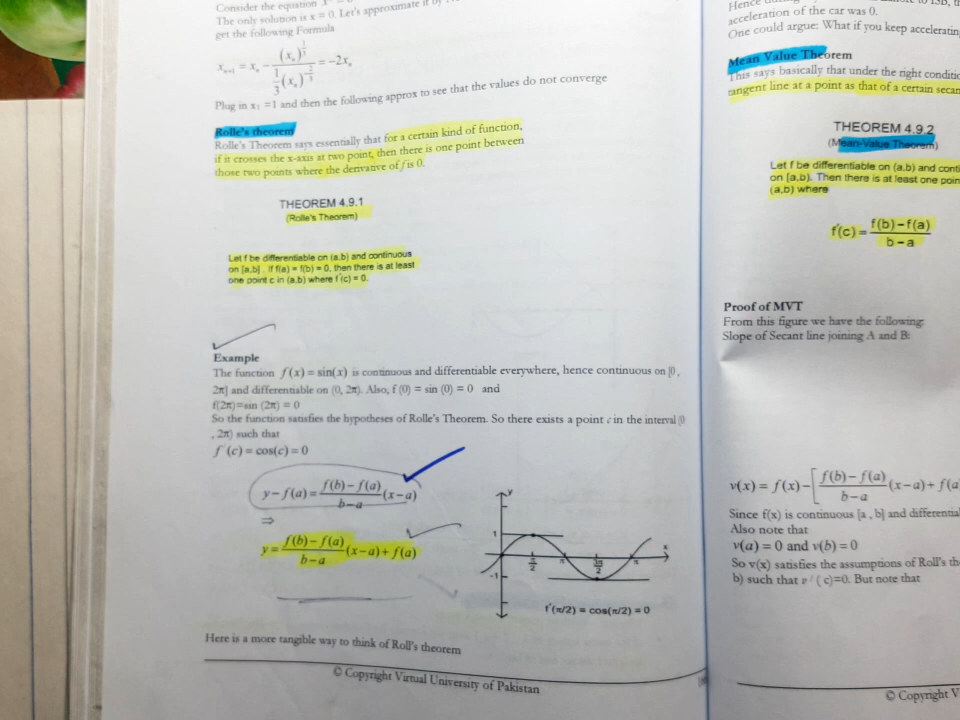 Consider the equation
The only solution is x = 0. Let's approximate it by
get the following Formula
xₙ₊₁ = xₙ − (xₙ)^(1/3) / (1/3 (xₙ)^(−2/3)) = −2xₙ
Plug in x₁ =1 and then the following approx to see that the values do not converge
Rolle's theorem
Rolle's Theorem says essentially that for a certain kind of function,
if it crosses the x-axis at two point, then there is one point between
those two points where the derivative of f is 0.
THEOREM 4.9.1
(Rolle's Theorem)
Let f be differentiable on (a,b) and continuous
on [a,b]. If f(a) = f(b) = 0, then there is at least
one point c in (a,b) where f'(c) = 0.
Example
The function f(x) = sin(x) is continuous and differentiable everywhere, hence continuous on [0 ,
2π] and differentiable on (0, 2π). Also, f (0) = sin (0) = 0 and
f(2π)=sin (2π) = 0
So the function satisfies the hypotheses of Rolle's Theorem. So there exists a point c in the interval (0
, 2π) such that
f'(c) = cos(c) = 0
y − f(a) = (f(b) − f(a))/(b − a) (x − a)
⇒
y = (f(b) − f(a))/(b − a) (x − a) + f(a)
y
1
π/2
3π/2
π
x
-1
f'(π/2) = cos(π/2) = 0
Here is a more tangible way to think of Roll's theorem
© Copyright Virtual University of Pakistan
Hence
acceleration of the car was 0.
One could argue: What if you keep accelerating
Mean Value Theorem
This says basically that under the right
tangent line at a point as that of a certain
THEOREM 4.9.2
(Mean-Value Theorem)
Let f be differentiable on (a,b) and
on [a,b]. Then there is at least one
(a,b) where
f'(c) = (f(b) − f(a))/(b − a)
Proof of MVT
From this figure we have the following:
Slope of Secant line joining A and B:
v(x) = f(x) − [(f(b) − f(a))/(b − a) (x − a) + f(a
Since f(x) is continuous [a , b] and
Also note that
v(a) = 0 and v(b) = 0
So v(x) satisfies the assumptions of Roll's
b) such that v'(c)=0. But note that
© Copyright